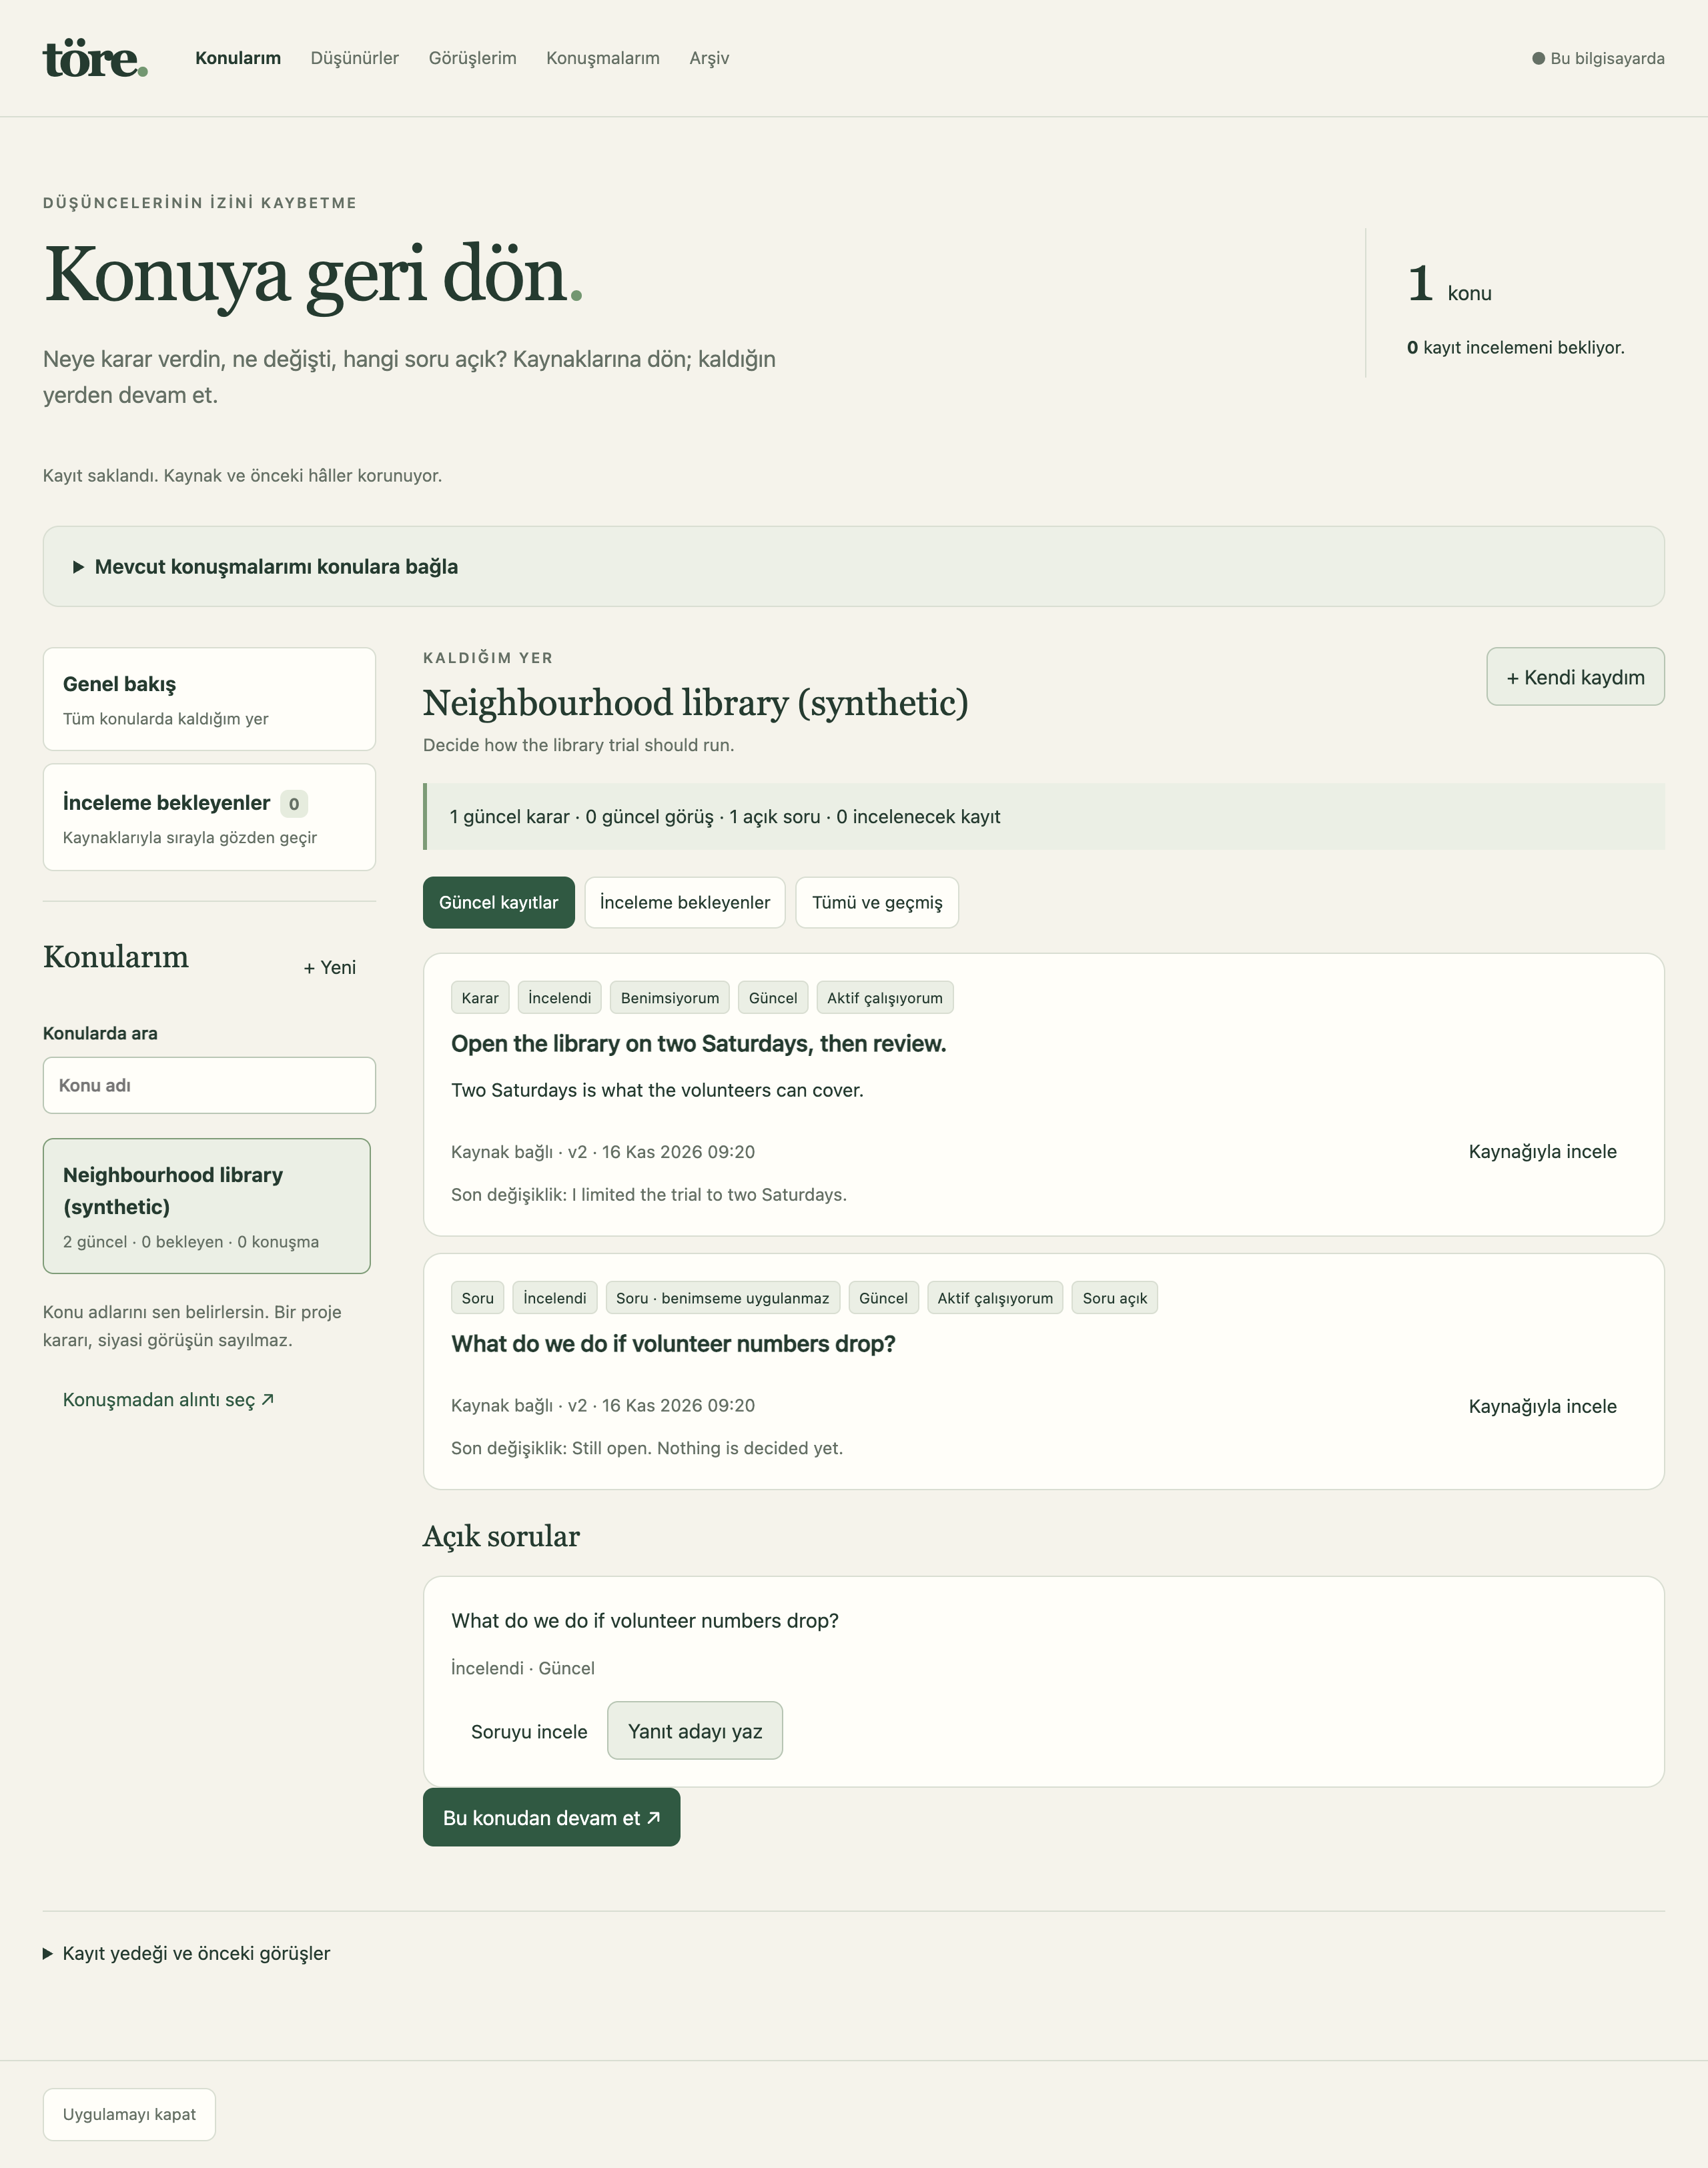 töre.
Konularım
Düşünürler
Görüşlerim
Konuşmalarım
Arşiv
Bu bilgisayarda
DÜŞÜNCELERİNİN İZİNİ KAYBETME
Konuya geri dön.
Neye karar verdin, ne değişti, hangi soru açık? Kaynaklarına dön; kaldığın
yerden devam et.
1 konu
0 kayıt incelemeni bekliyor.
Kayıt saklandı. Kaynak ve önceki hâller korunuyor.
Mevcut konuşmalarımı konulara bağla
Genel bakış
Tüm konularda kaldığım yer
İnceleme bekleyenler 0
Kaynaklarıyla sırayla gözden geçir
Konularım
+ Yeni
Konularda ara
Konu adı
Neighbourhood library
(synthetic)
2 güncel · 0 bekleyen · 0 konuşma
Konu adlarını sen belirlersin. Bir proje
kararı, siyasi görüşün sayılmaz.
Konuşmadan alıntı seç ↗
KALDIĞIM YER
Neighbourhood library (synthetic)
Decide how the library trial should run.
+ Kendi kaydım
1 güncel karar · 0 güncel görüş · 1 açık soru · 0 incelenecek kayıt
Güncel kayıtlar
İnceleme bekleyenler
Tümü ve geçmiş
Karar
İncelendi
Benimsiyorum
Güncel
Aktif çalışıyorum
Open the library on two Saturdays, then review.
Two Saturdays is what the volunteers can cover.
Kaynak bağlı · v2 · 16 Kas 2026 09:20
Kaynağıyla incele
Son değişiklik: I limited the trial to two Saturdays.
Soru
İncelendi
Soru · benimseme uygulanmaz
Güncel
Aktif çalışıyorum
Soru açık
What do we do if volunteer numbers drop?
Kaynak bağlı · v2 · 16 Kas 2026 09:20
Kaynağıyla incele
Son değişiklik: Still open. Nothing is decided yet.
Açık sorular
What do we do if volunteer numbers drop?
İncelendi · Güncel
Soruyu incele
Yanıt adayı yaz
Bu konudan devam et ↗
Kayıt yedeği ve önceki görüşler
Uygulamayı kapat